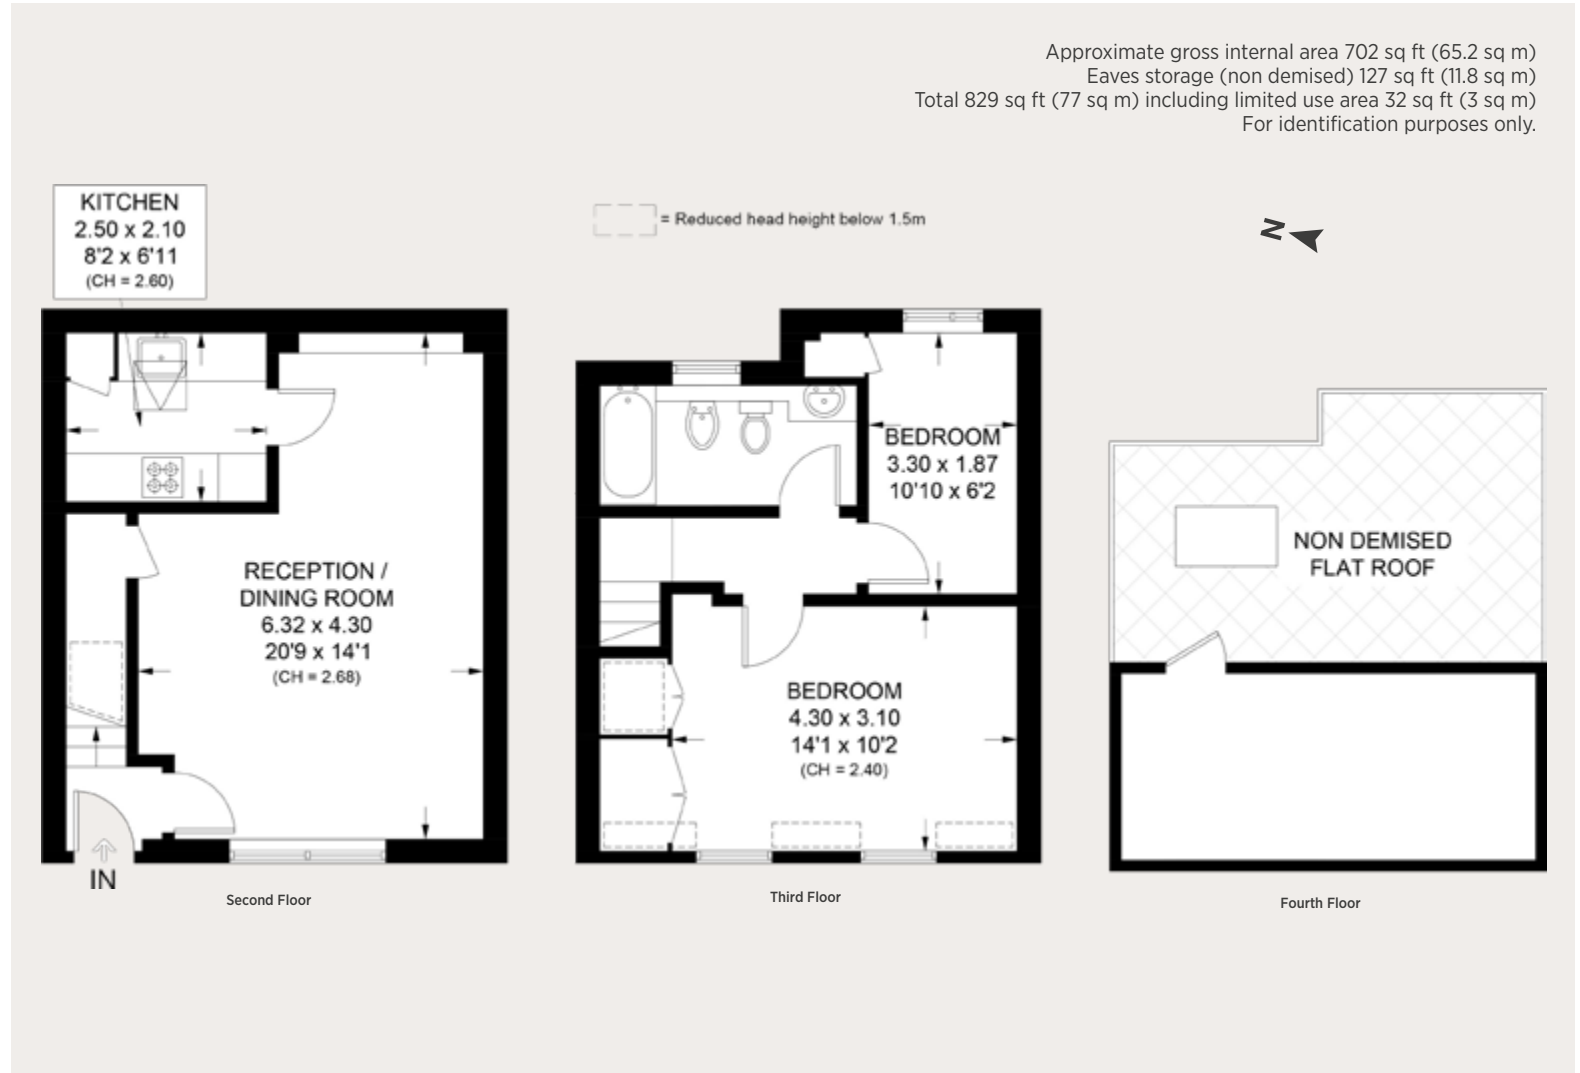 Approximate gross internal area 702 sq ft (65.2 sq m)
Eaves storage (non demised) 127 sq ft (11.8 sq m)
Total 829 sq ft (77 sq m) including limited use area 32 sq ft (3 sq m)
For identification purposes only.
KITCHEN
2.50 x 2.10
8'2 x 6'11
(CH = 2.60)
= Reduced head height below 1.5m
N
RECEPTION /
DINING ROOM
6.32 x 4.30
20'9 x 14'1
(CH = 2.68)
IN
Second Floor
BEDROOM
3.30 x 1.87
10'10 x 6'2
BEDROOM
4.30 x 3.10
14'1 x 10'2
(CH = 2.40)
Third Floor
NON DEMISED
FLAT ROOF
Fourth Floor